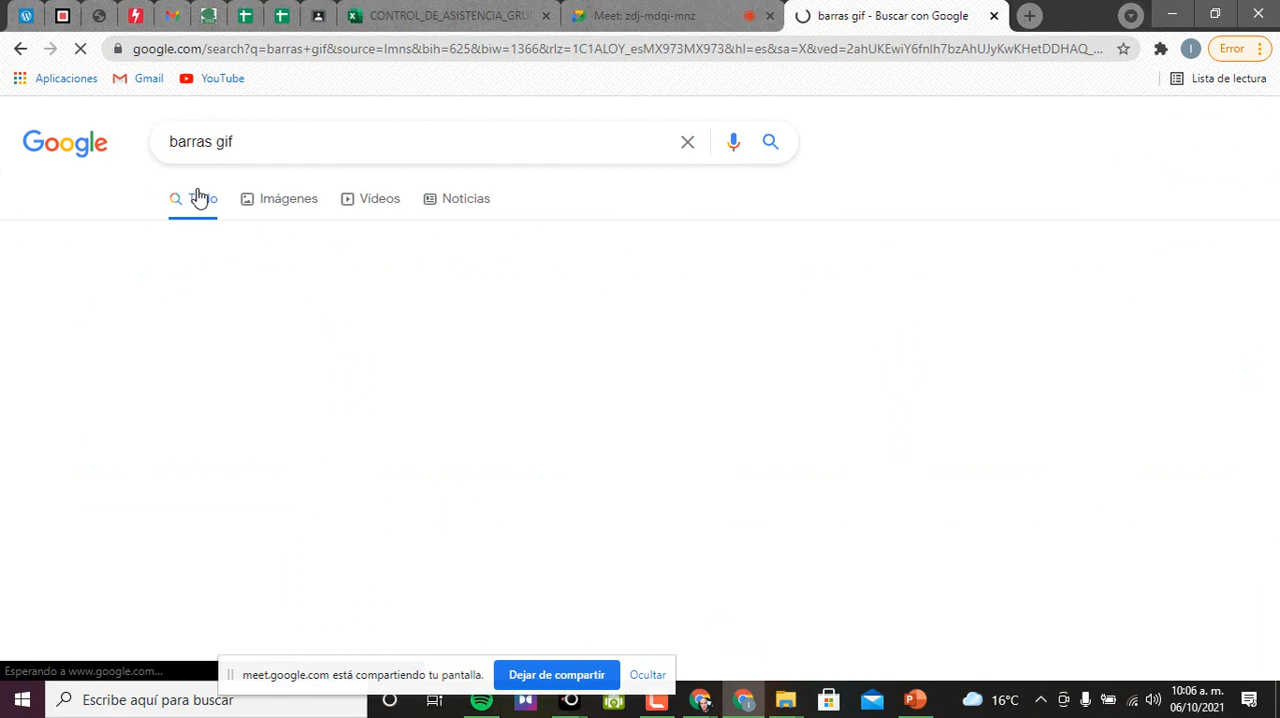 CONTROL_DE_ASISTENCIA_GRU
Meet: zdj-mdqi-mnz
barras gif - Buscar con Google
google.com/search?q=barras+gif&source=lmns&bih=625&biw=1366&rlz=1C1ALOY_esMX973MX973&hl=es&sa=X&ved=2ahUKEwiY6fnlh7bzAhUJyKwKHetDDHAQ_...
Error
Aplicaciones
Gmail
YouTube
Lista de lectura
Google
barras gif
Todo
Imágenes
Videos
Noticias
Esperando a www.google.com...
meet.google.com está compartiendo tu pantalla.
Dejar de compartir
Ocultar
Escribe aquí para buscar
16°C
10:06 a. m.
06/10/2021